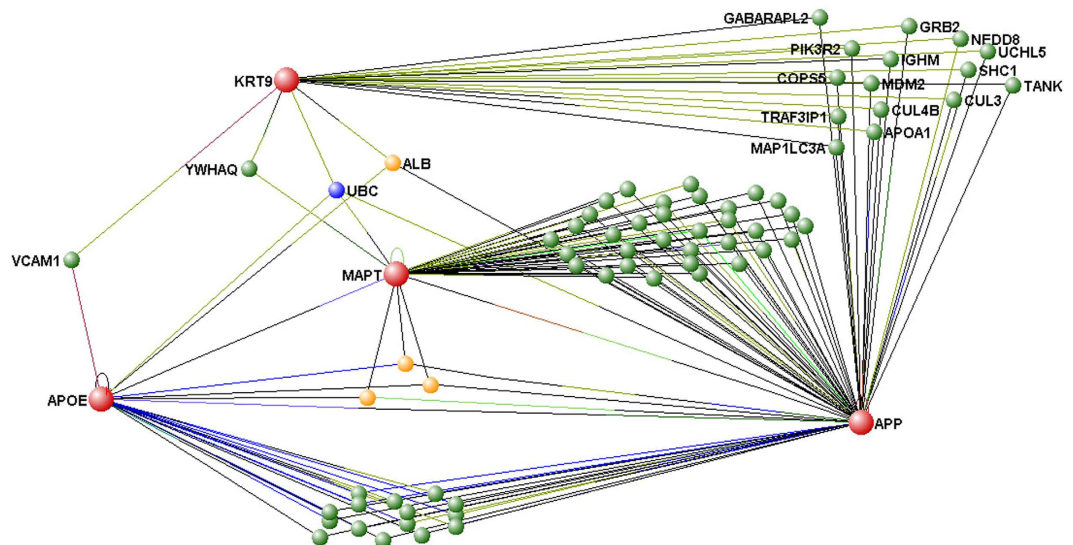 GABARAPL2
GRB2
NEDD8
PIK3R2
UCHL5
IGHM
KRT9
COPS5
SHC1
MDM2
TANK
CUL3
CUL4B
TRAF3IP1
APOA1
MAP1LC3A
ALB
YWHAQ
UBC
VCAM1
MAPT
APOE
APP